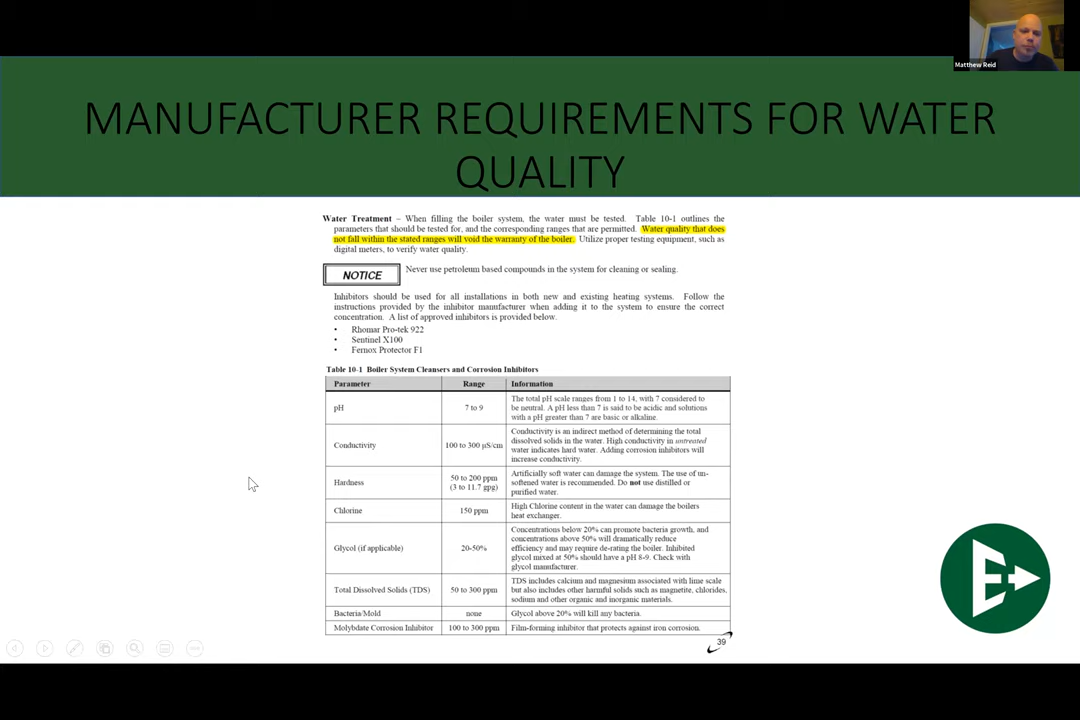 Matthew Reid
MANUFACTURER REQUIREMENTS FOR WATER
QUALITY
Water Treatment – When filling the boiler system, the water must be tested. Table 10-1 outlines the
parameters that should be tested for, and the corresponding ranges that are permitted. Water quality that does
not fall within the stated ranges will void the warranty of the boiler. Utilize proper testing equipment, such as
digital meters, to verify water quality.
NOTICE
Never use petroleum based compounds in the system for cleaning or sealing.
Inhibitors should be used for all installations in both new and existing heating systems. Follow the
instructions provided by the inhibitor manufacturer when adding it to the system to ensure the correct
concentration. A list of approved inhibitors is provided below.
• Rhomar Pro-tek 922
• Sentinel X100
• Fernox Protector F1
Table 10-1 Boiler System Cleansers and Corrosion Inhibitors
Parameter Range Information
pH 7 to 9 The total pH scale ranges from 1 to 14, with 7 considered to
be neutral. A pH less than 7 is said to be acidic and solutions
with a pH greater than 7 are basic or alkaline.
Conductivity 100 to 300 µS/cm Conductivity is an indirect method of determining the total
dissolved solids in the water. High conductivity in untreated
water indicates hard water. Adding corrosion inhibitors will
increase conductivity.
Hardness 50 to 200 ppm
(3 to 11.7 gpg)
Artificially soft water can damage the system. The use of un-
softened water is recommended. Do not use distilled or
purified water.
Chlorine 150 ppm High Chlorine content in the water can damage the boilers
heat exchanger.
Glycol (if applicable) 20-50% Concentrations below 20% can promote bacteria growth, and
concentrations above 50% will dramatically reduce
efficiency and may require de-rating the boiler. Inhibited
glycol mixed at 50% should have a pH 8-9. Check with
glycol manufacturer.
Total Dissolved Solids (TDS) 50 to 300 ppm TDS includes calcium and magnesium associated with lime scale
but also includes other harmful solids such as magnetite, chlorides,
sodium and other organic and inorganic materials.
Bacteria/Mold none Glycol above 20% will kill any bacteria.
Molybdate Corrosion Inhibitor 100 to 300 ppm Film-forming inhibitor that protects against iron corrosion.
39